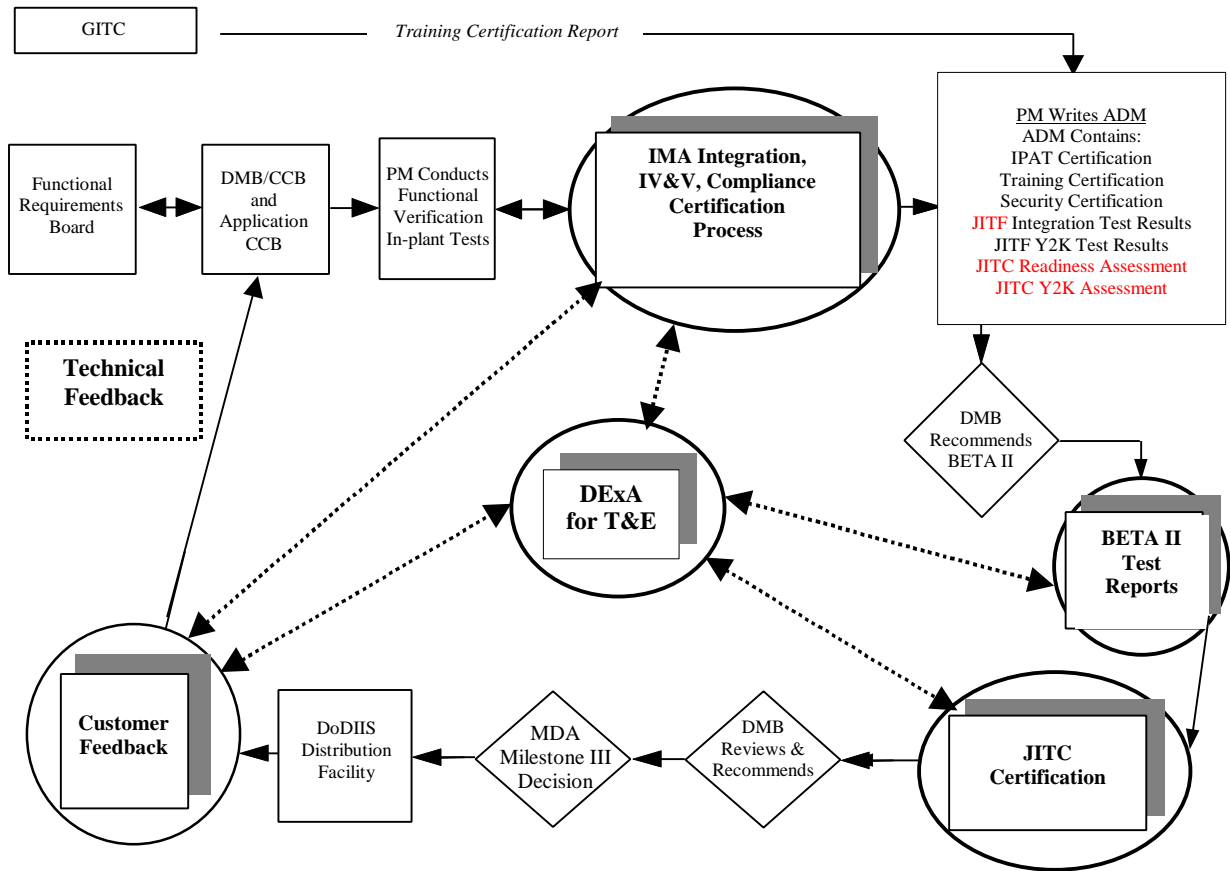 GITC
Training Certification Report
Functional
Requirements
Board
DMB/CCB
and
Application
CCB
PM Conducts
Functional
Verification
In-plant Tests
IMA Integration,
IV&V, Compliance
Certification
Process
PM Writes ADM
ADM Contains:
IPAT Certification
Training Certification
Security Certification
JITF Integration Test Results
JITF Y2K Test Results
JITC Readiness Assessment
JITC Y2K Assessment
Technical
Feedback
DMB
Recommends
BETA II
DExA
for T&E
BETA II
Test
Reports
Customer
Feedback
DoDIIS
Distribution
Facility
MDA
Milestone III
Decision
DMB
Reviews &
Recommends
JITC
Certification